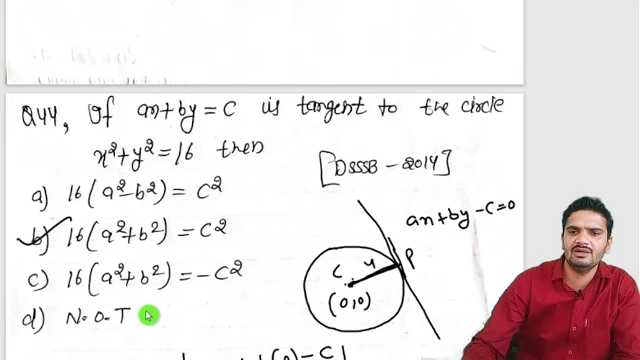 Q44, If ax+by=c is tangent to the circle
x²+y²=16 then
[DSSSB-2014]
a) 16(a²-b²)=c²
b) 16(a²+b²)=c²
c) 16(a²+b²)=-c²
d) N.O.T
ax+by-c=0
P
C
4
(0,0)